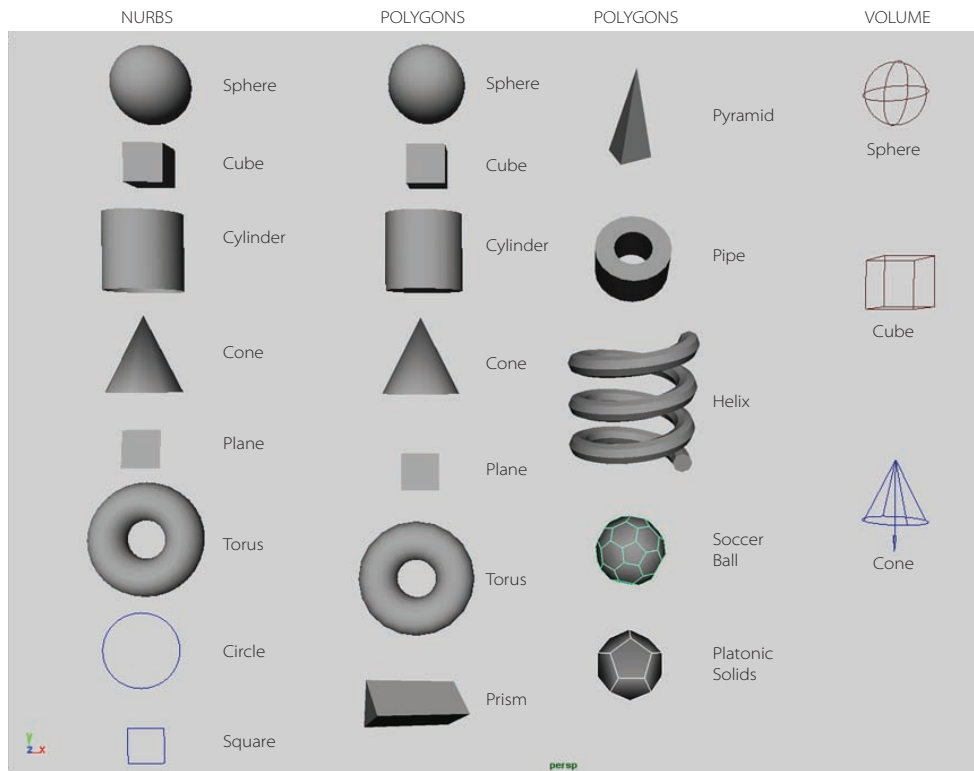 NURBS
POLYGONS
POLYGONS
VOLUME
Sphere
Cube
Cylinder
Cone
Plane
Torus
Circle
Square
Sphere
Cube
Cylinder
Cone
Plane
Torus
Prism
Pyramid
Pipe
Helix
Soccer
Ball
Platonic
Solids
Sphere
Cube
Cone
y
z x
persp